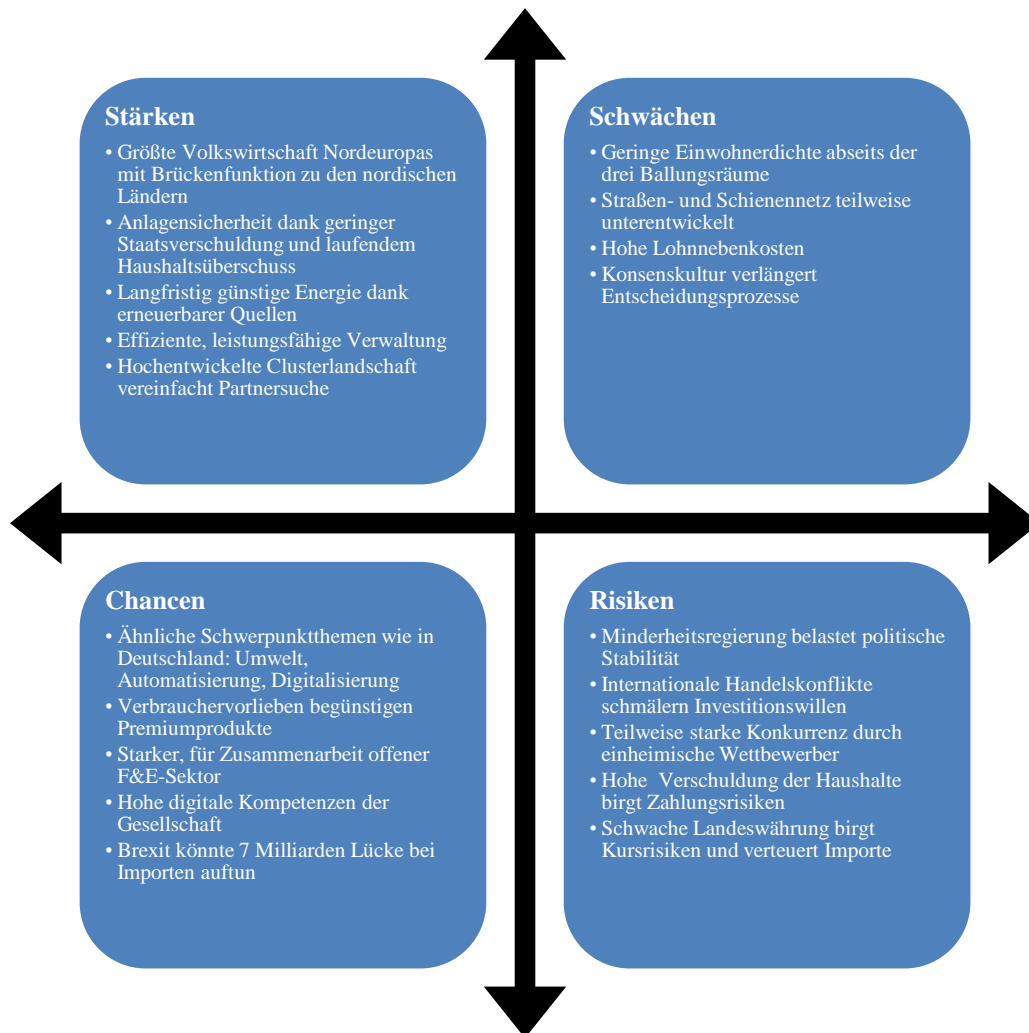 Stärken
• Größte Volkswirtschaft Nordeuropas
mit Brückenfunktion zu den nordischen
Ländern
• Anlagensicherheit dank geringer
Staatsverschuldung und laufendem
Haushaltsüberschuss
• Langfristig günstige Energie dank
erneuerbarer Quellen
• Effiziente, leistungsfähige Verwaltung
• Hochentwickelte Clusterlandschaft
vereinfacht Partnersuche
Schwächen
• Geringe Einwohnerdichte abseits der
drei Ballungsräume
• Straßen- und Schienennetz teilweise
unterentwickelt
• Hohe Lohnnebenkosten
• Konsenskultur verlängert
Entscheidungsprozesse
Chancen
• Ähnliche Schwerpunktthemen wie in
Deutschland: Umwelt,
Automatisierung, Digitalisierung
• Verbrauchervorlieben begünstigen
Premiumprodukte
• Starker, für Zusammenarbeit offener
F&E-Sektor
• Hohe digitale Kompetenzen der
Gesellschaft
• Brexit könnte 7 Milliarden Lücke bei
Importen auftun
Risiken
• Minderheitsregierung belastet politische
Stabilität
• Internationale Handelskonflikte
schmälern Investitionswillen
• Teilweise starke Konkurrenz durch
einheimische Wettbewerber
• Hohe  Verschuldung der Haushalte
birgt Zahlungsrisiken
• Schwache Landeswährung birgt
Kursrisiken und verteuert Importe